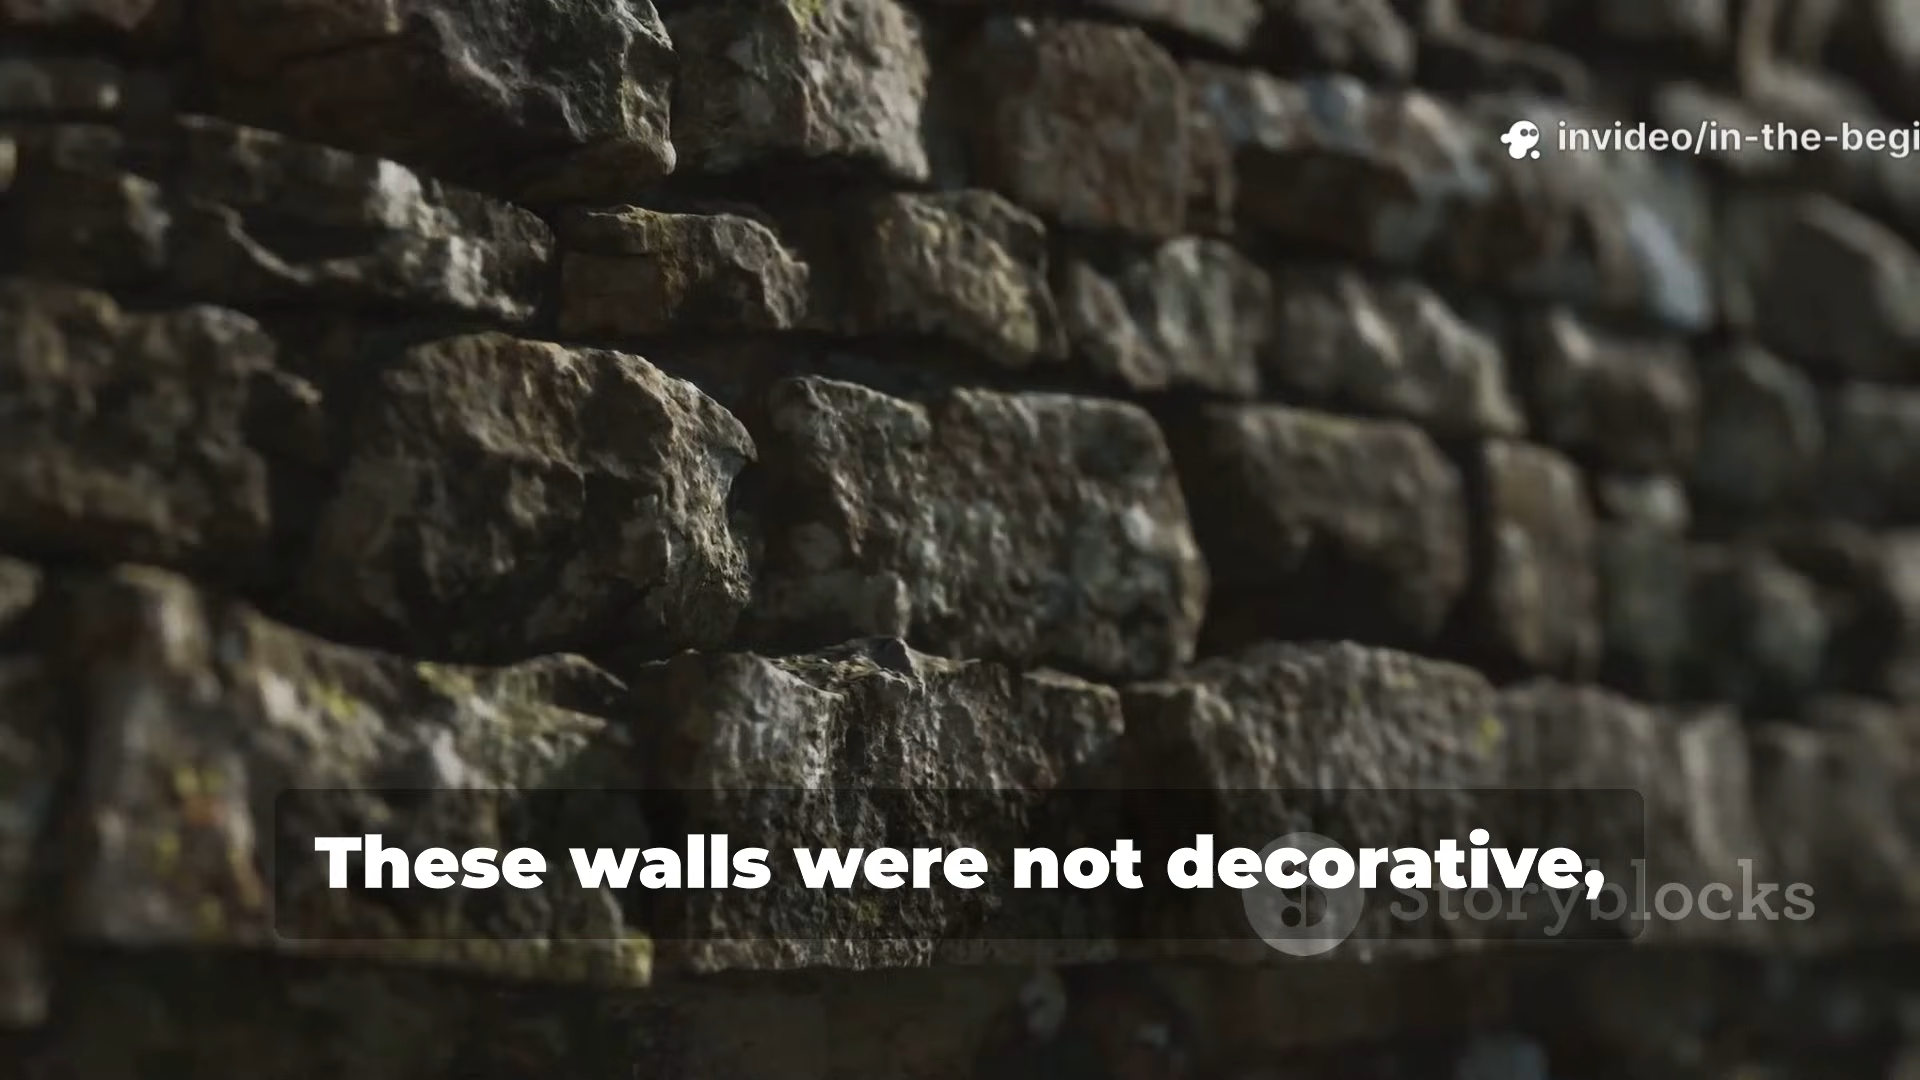 invideo/in-the-begi
These walls were not decorative,
Storyblocks